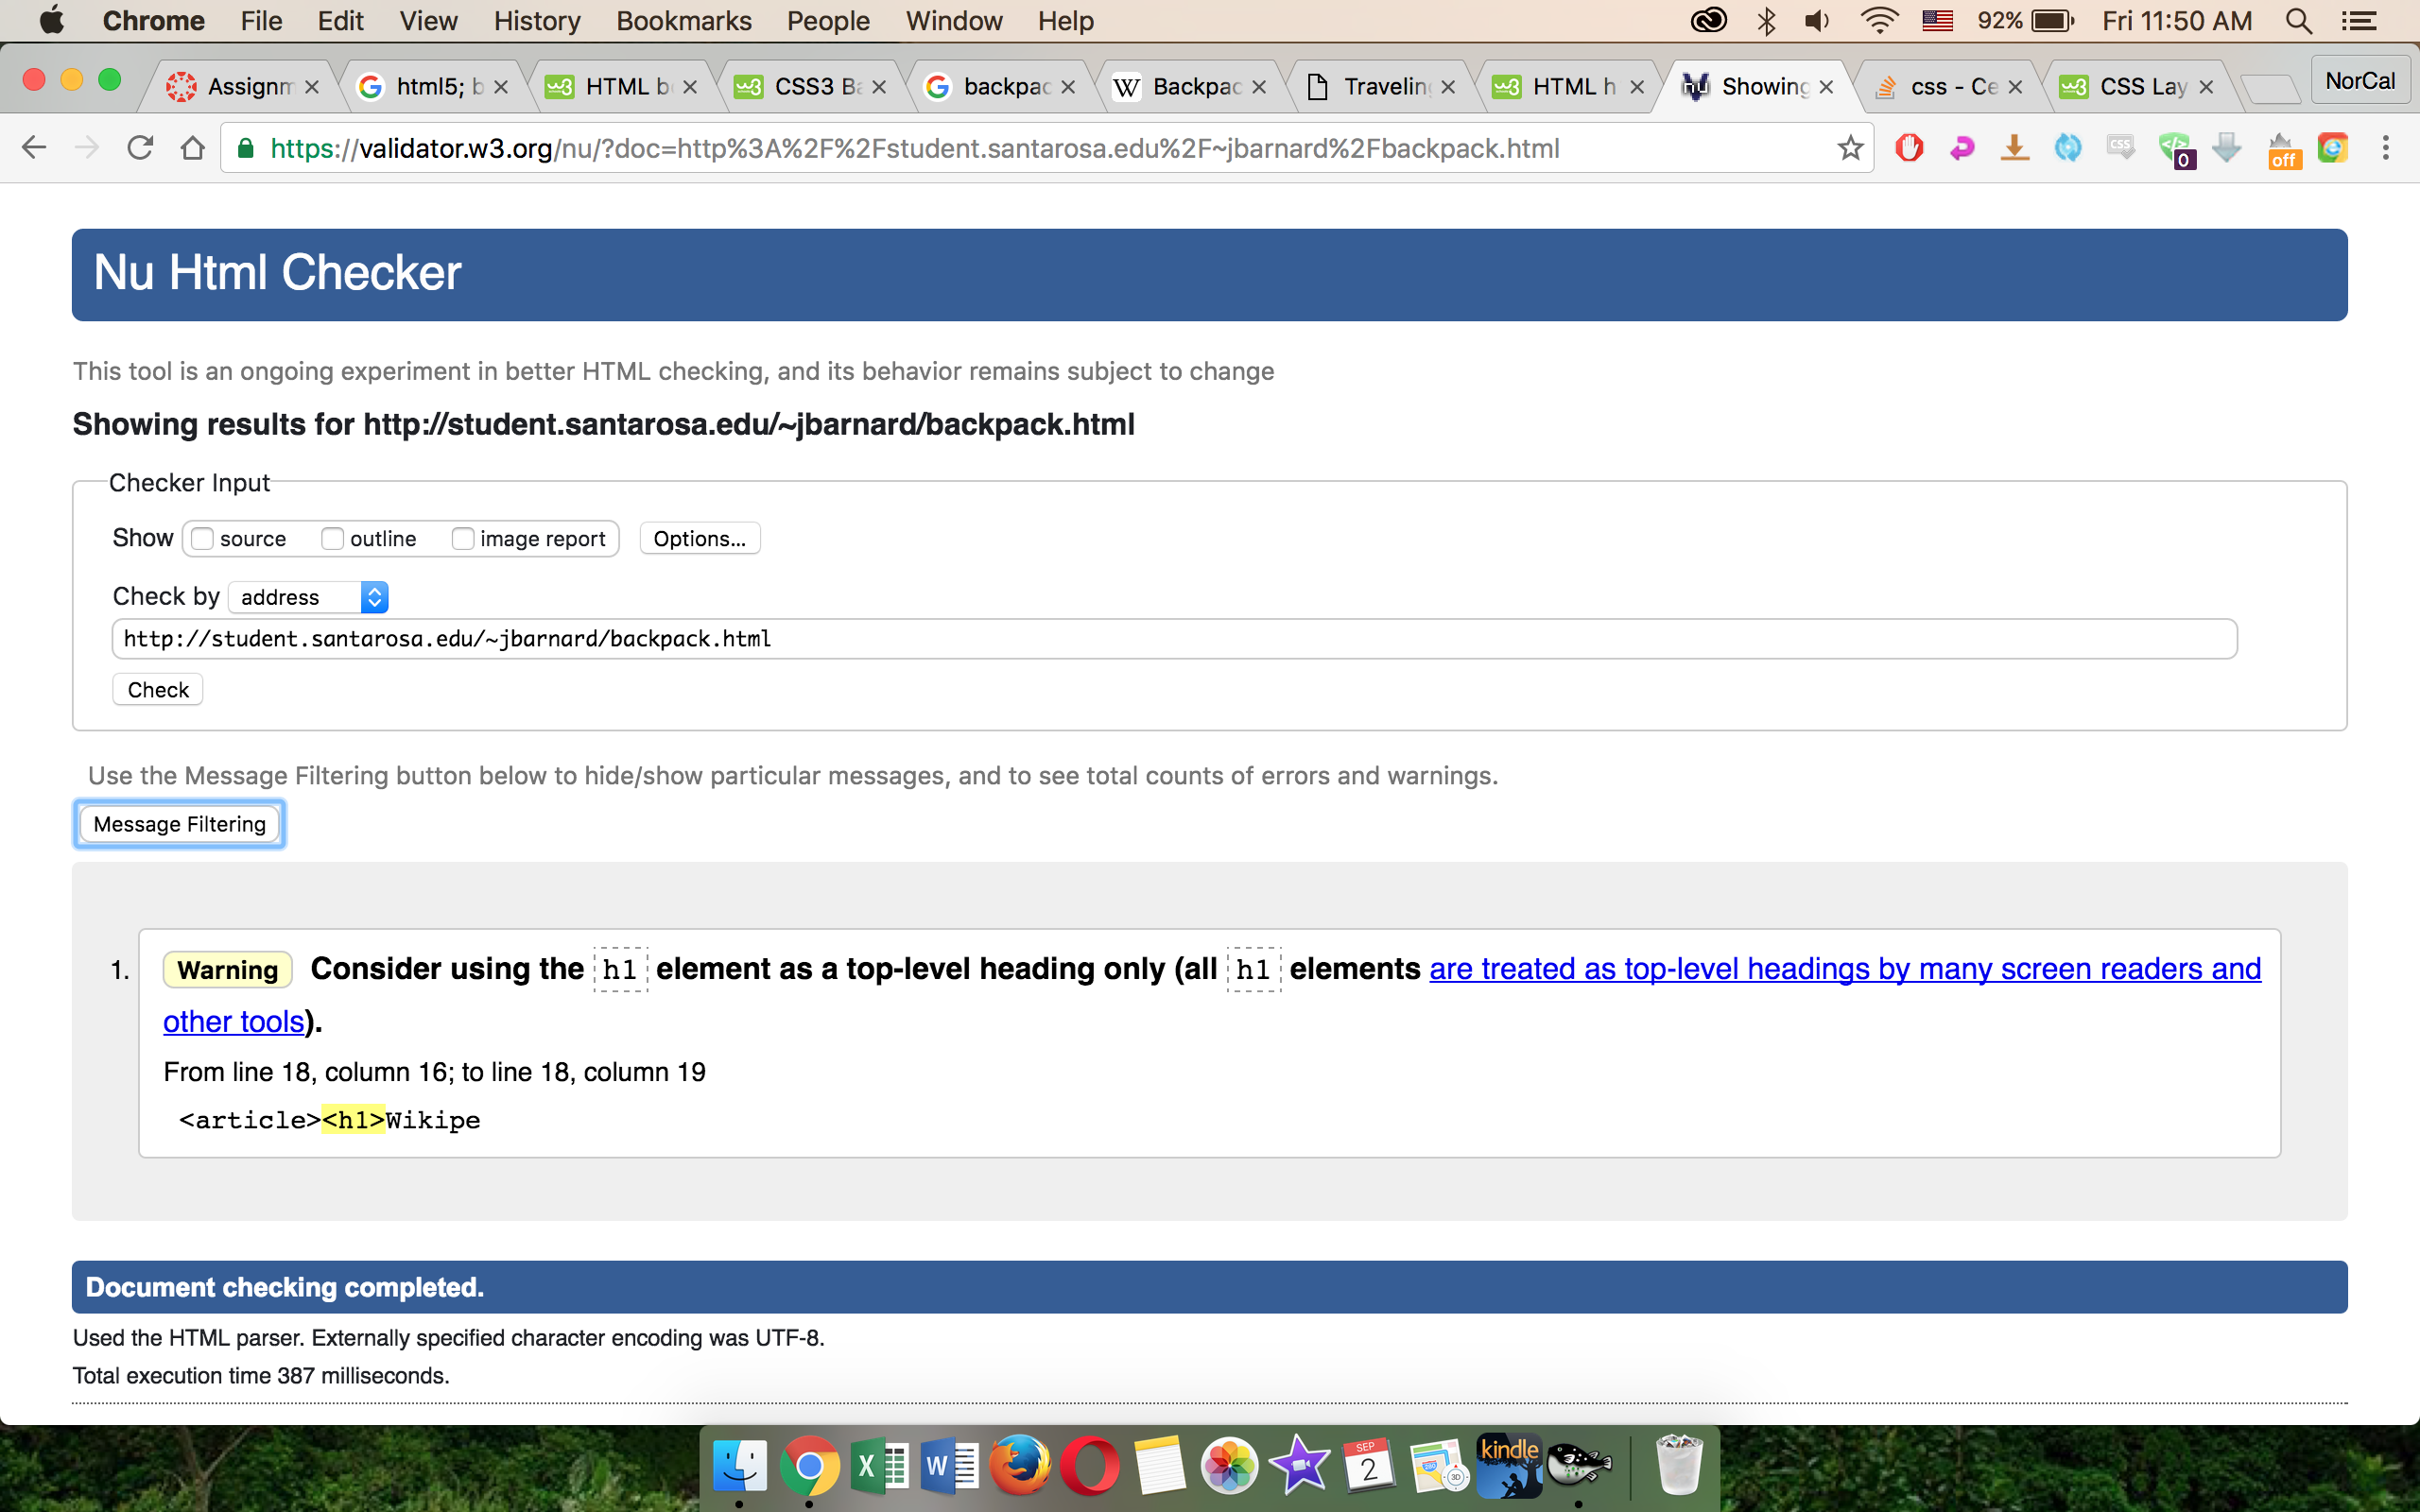 Chrome File Edit View History Bookmarks People Window Help 92% Fri 11:50 AM
Assignm html5; b HTML b CSS3 Ba backpac W Backpac Traveling HTML h Showing css - Ce CSS Lay NorCal
https://validator.w3.org/nu/?doc=http%3A%2F%2Fstudent.santarosa.edu%2F~jbarnard%2Fbackpack.html CSS 0 off
Nu Html Checker
This tool is an ongoing experiment in better HTML checking, and its behavior remains subject to change
Showing results for http://student.santarosa.edu/~jbarnard/backpack.html
Checker Input
Show source outline image report Options...
Check by address
http://student.santarosa.edu/~jbarnard/backpack.html
Check
Use the Message Filtering button below to hide/show particular messages, and to see total counts of errors and warnings.
Message Filtering
1. Warning Consider using the h1 element as a top-level heading only (all h1 elements are treated as top-level headings by many screen readers and
other tools).
From line 18, column 16; to line 18, column 19
<article><h1>Wikipe
Document checking completed.
Used the HTML parser. Externally specified character encoding was UTF-8.
Total execution time 387 milliseconds.
X W SEP 2 3D kindle